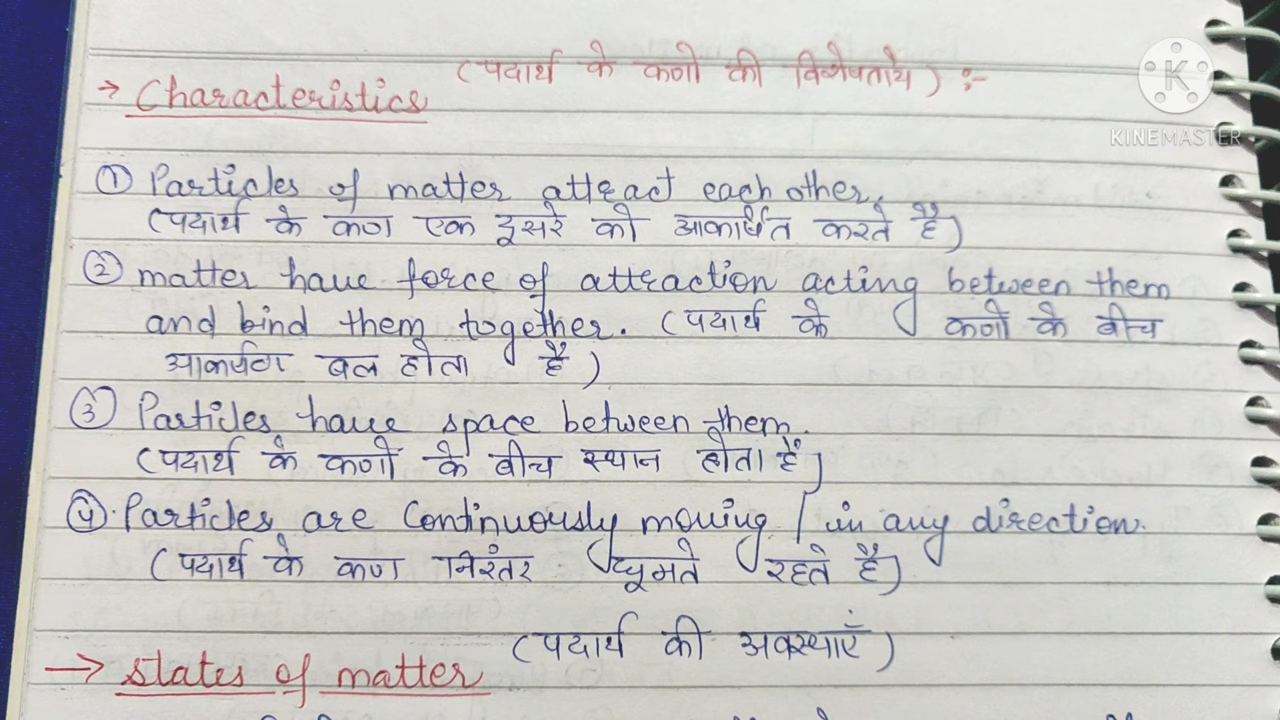 (पदार्थ के कणो की विशेषताये) :-
→ Characteristics
KINEMASTER
① Particles of matter attract each other.
(पदार्थ के कण एक दूसरे को आकर्षित करते है)
② matter have force of attraction acting between them
and bind them together. (पदार्थ के कणो के बीच
आकर्षण बल होता है)
③ Particles have space between them.
(पदार्थ के कणो के बीच स्थान होता है)
④ Particles are continuously moving / in any direction.
(पदार्थ के कण निरंतर घूमते रहते है)
(पदार्थ की अवस्थाएँ)
→ states of matter